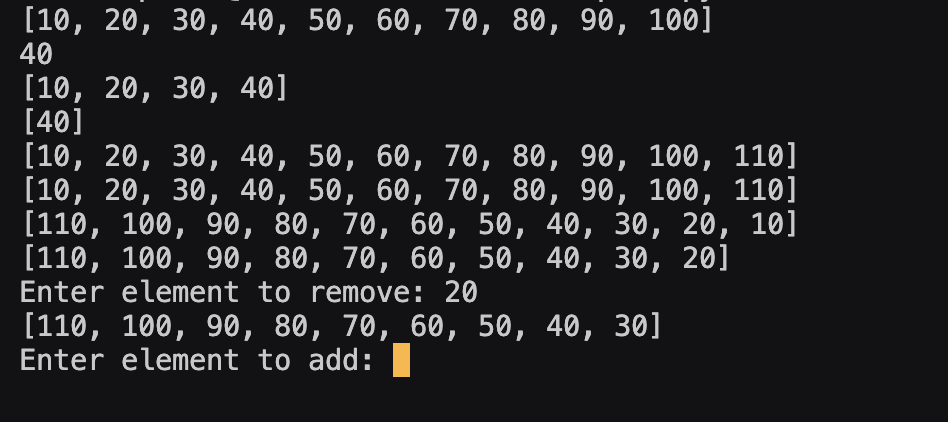 [10, 20, 30, 40, 50, 60, 70, 80, 90, 100]
40
[10, 20, 30, 40]
[40]
[10, 20, 30, 40, 50, 60, 70, 80, 90, 100, 110]
[10, 20, 30, 40, 50, 60, 70, 80, 90, 100, 110]
[110, 100, 90, 80, 70, 60, 50, 40, 30, 20, 10]
[110, 100, 90, 80, 70, 60, 50, 40, 30, 20]
Enter element to remove: 20
[110, 100, 90, 80, 70, 60, 50, 40, 30]
Enter element to add: